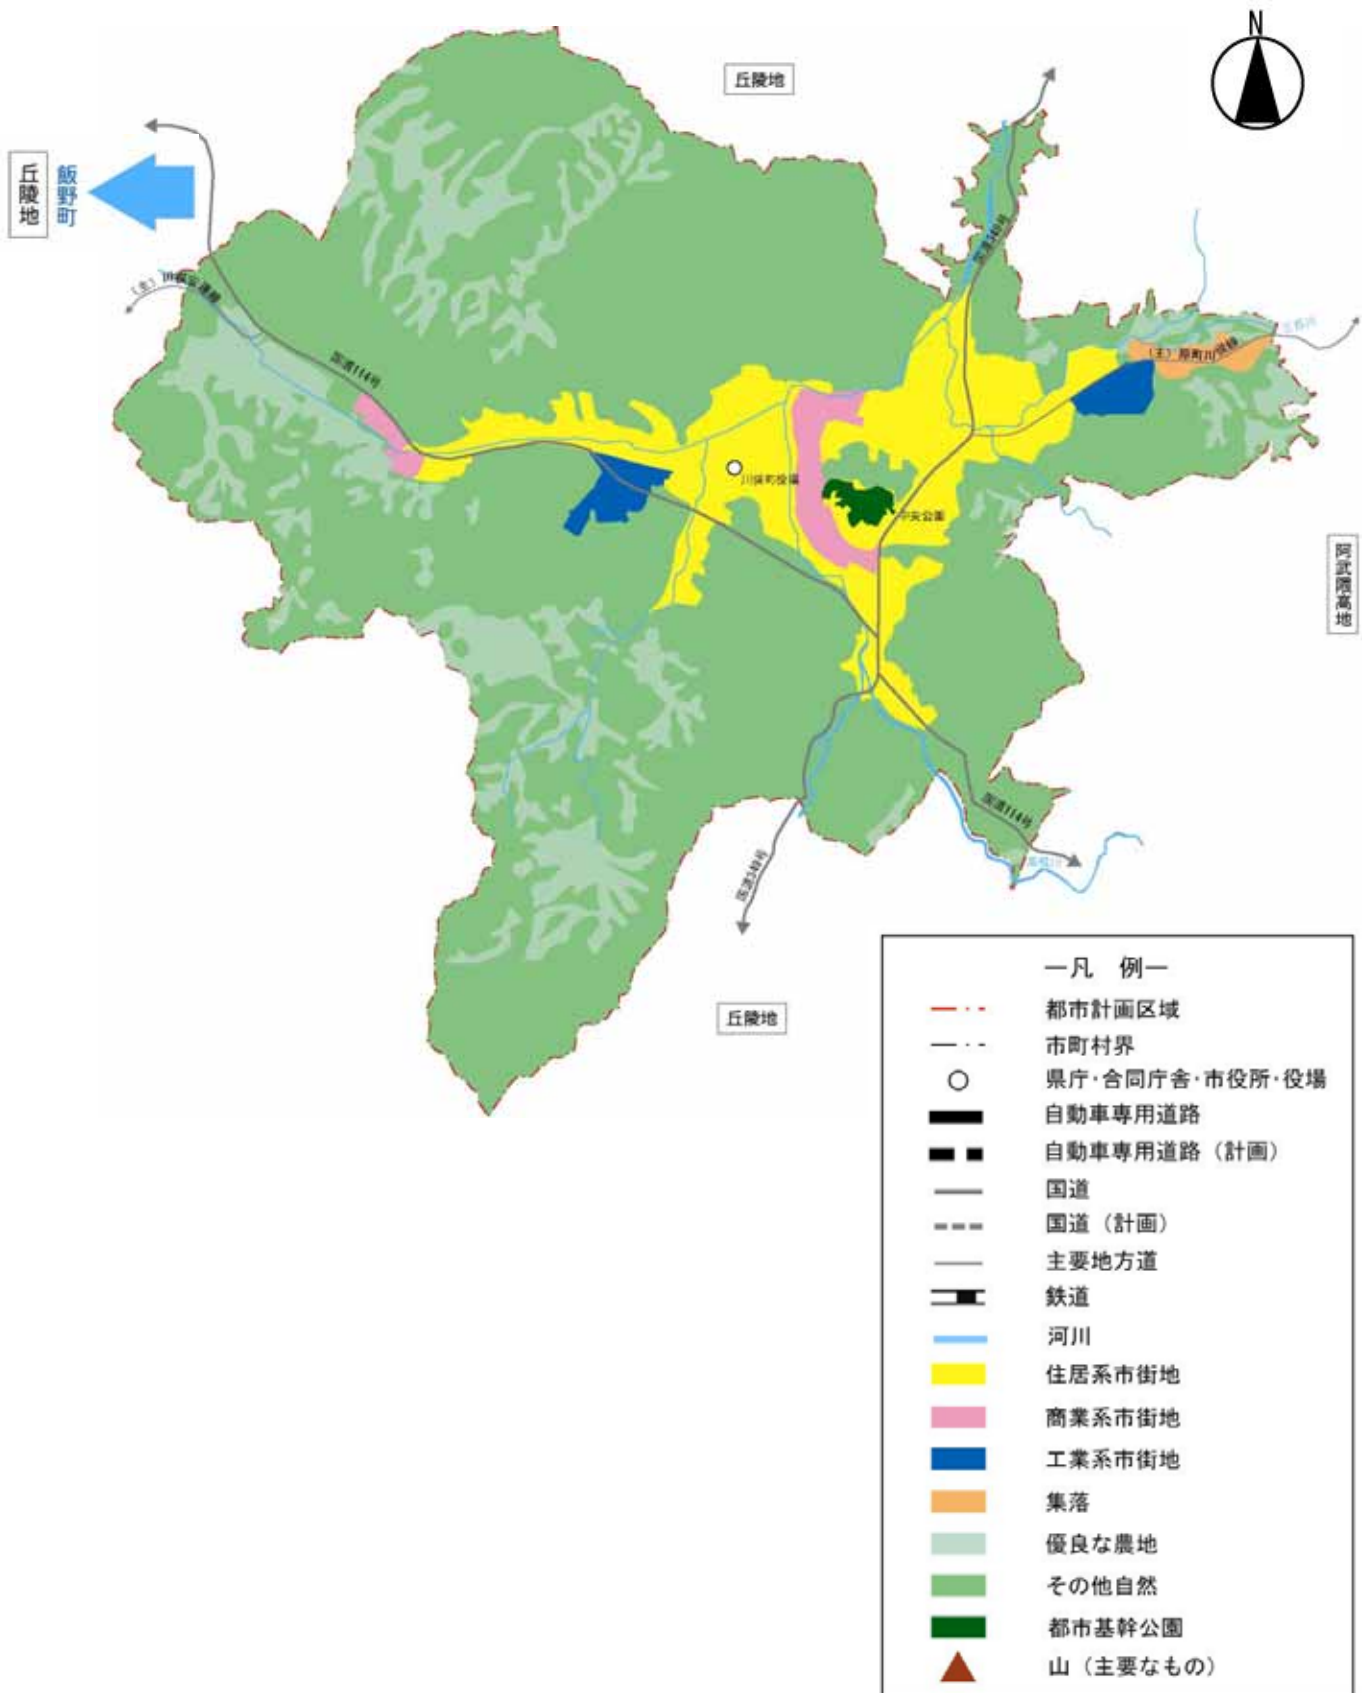 N
丘陵地
丘陵地
飯野町
国道349号
国道114号
(主)原町川俣線
川俣町役場
中央公園
阿武隈高地
国道114号
国道349号
丘陵地
―凡 例―
都市計画区域
市町村界
県庁・合同庁舎・市役所・役場
自動車専用道路
自動車専用道路（計画）
国道
国道（計画）
主要地方道
鉄道
河川
住居系市街地
商業系市街地
工業系市街地
集落
優良な農地
その他自然
都市基幹公園
山（主要なもの）